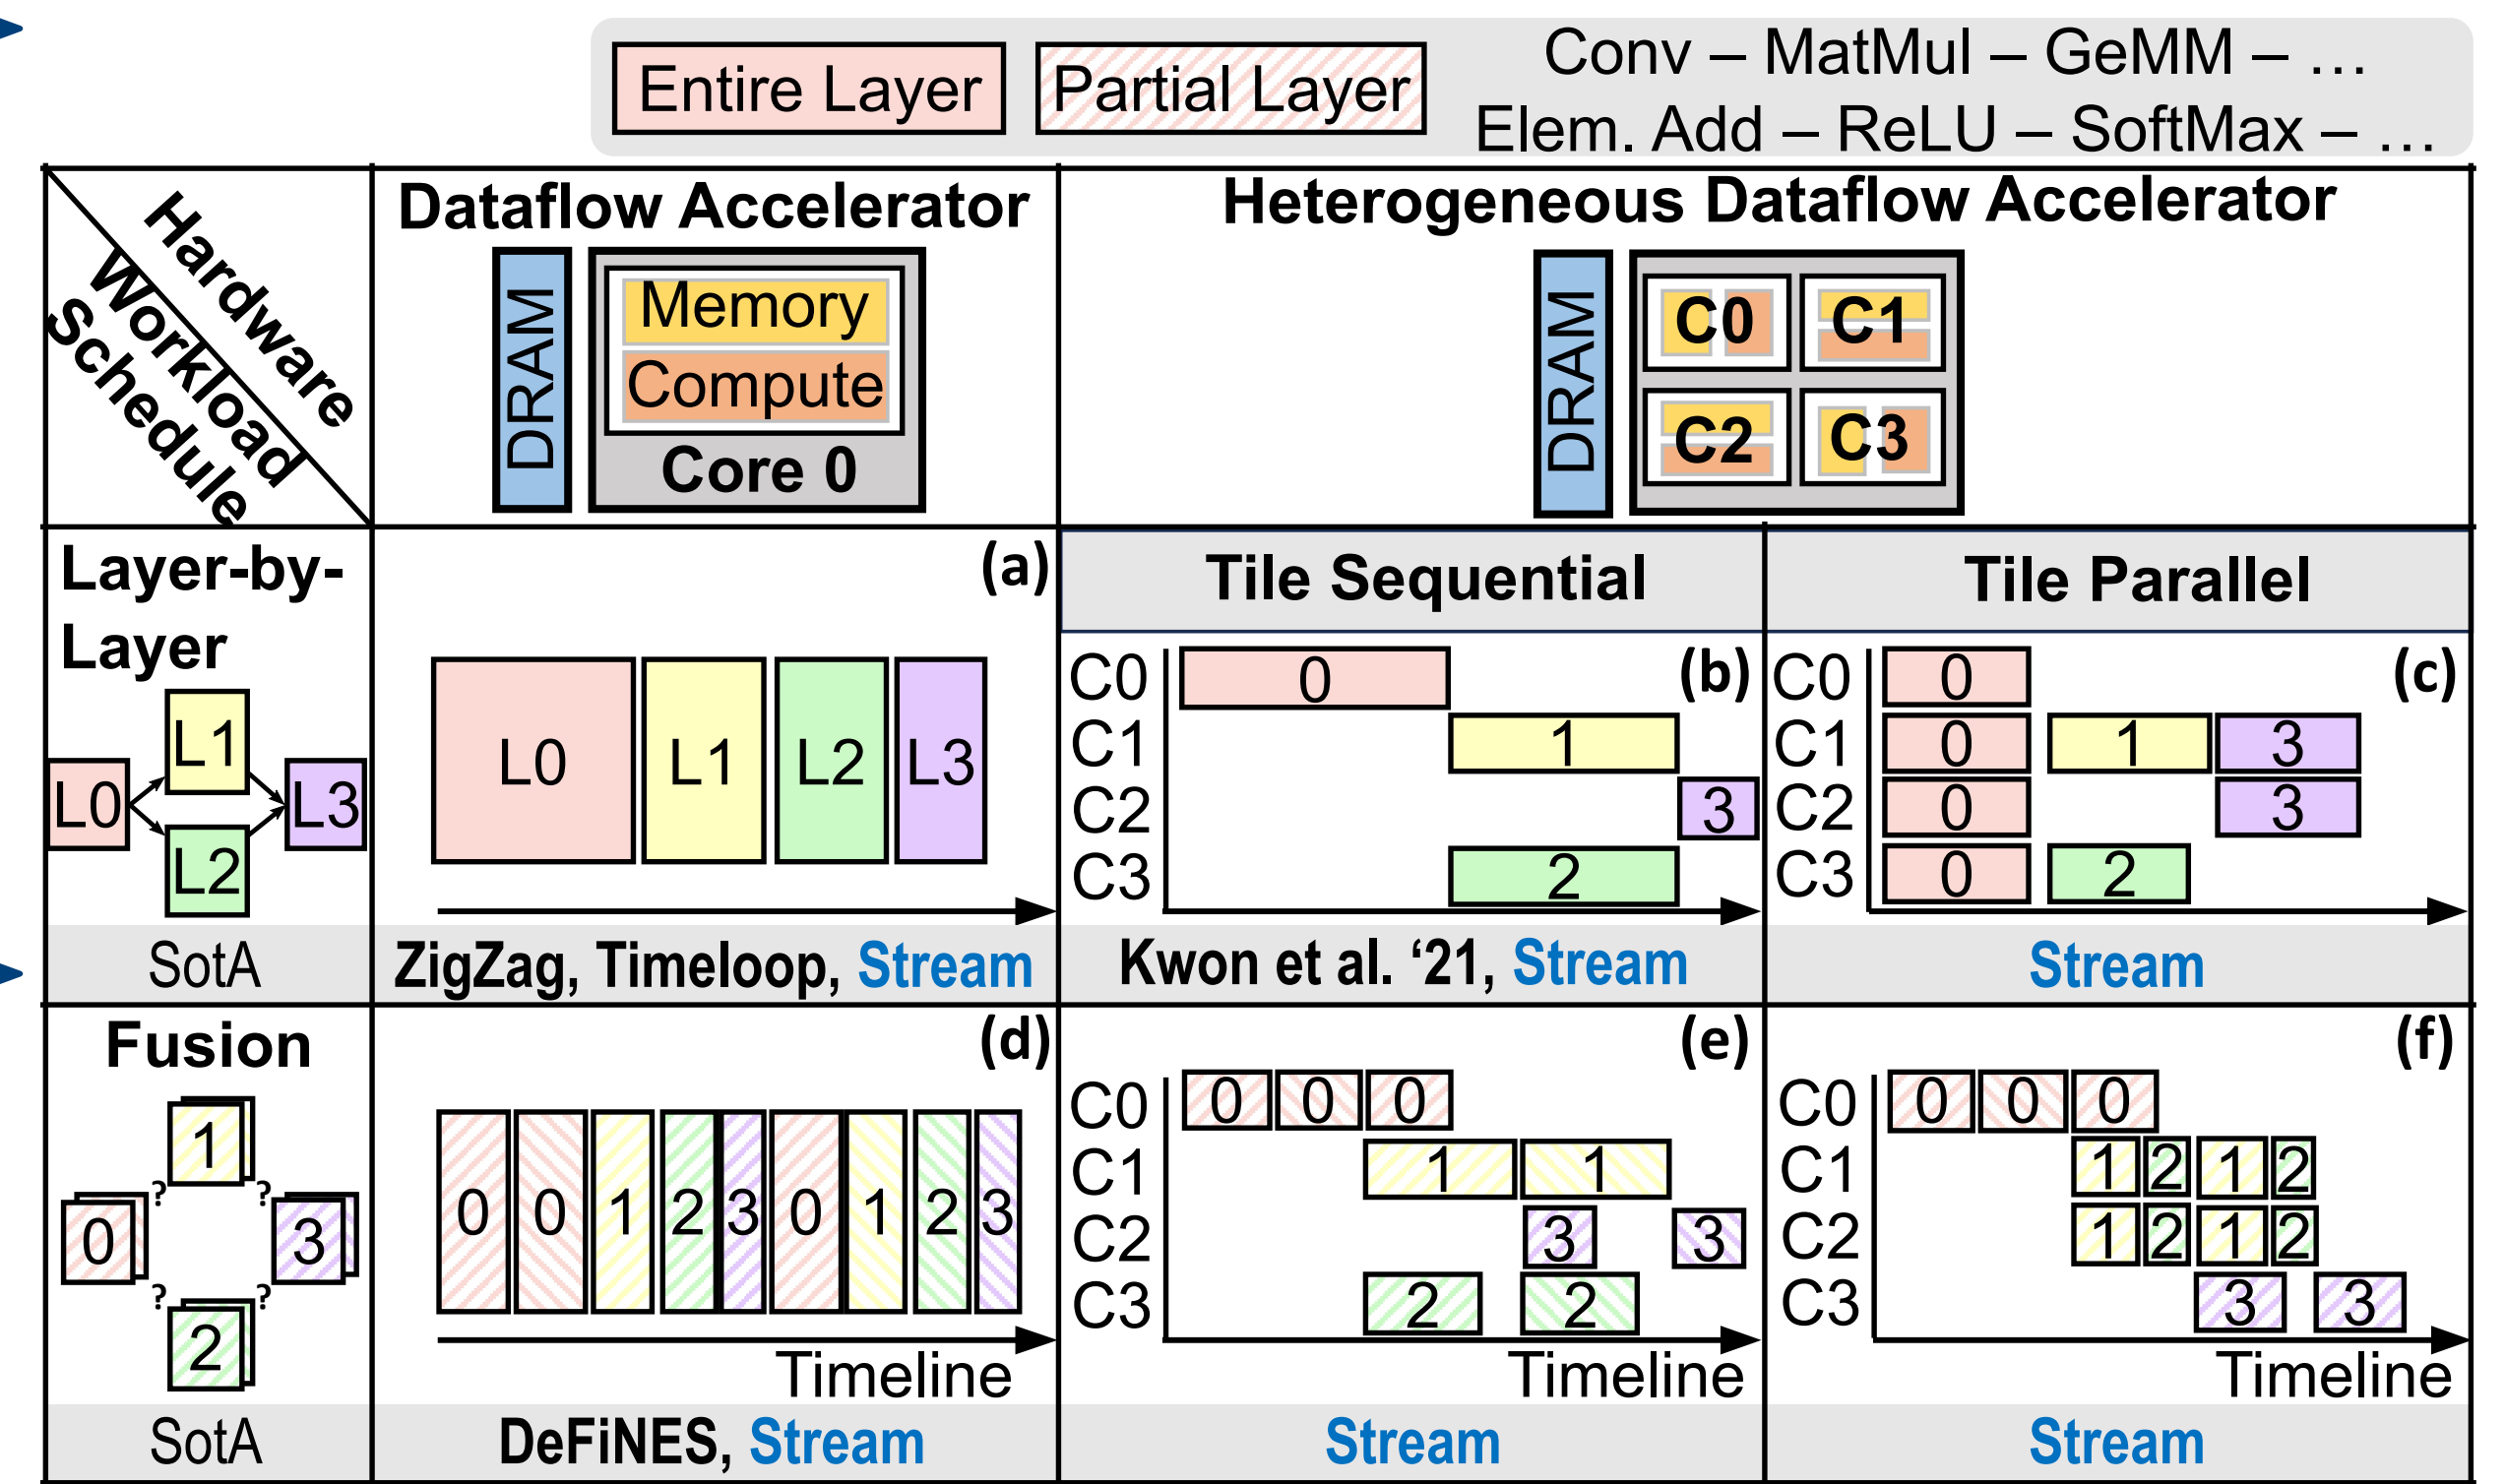 Entire Layer
Partial Layer
Conv – MatMul – GeMM – …
Elem. Add – ReLU – SoftMax – …
Hardware
Workload
Schedule
Dataflow Accelerator
DRAM
Memory
Compute
Core 0
Heterogeneous Dataflow Accelerator
DRAM
C0
C1
C2
C3
Layer-by-
Layer
L0
L1
L2
L3
(a)
L0
L1
L2
L3
Tile Sequential
(b)
C0
0
C1
1
C2
3
C3
2
Tile Parallel
(c)
C0
0
C1
0 1 3
C2
0 3
C3
0 2
SotA
ZigZag, Timeloop, Stream
Kwon et al. ‘21, Stream
Stream
Fusion
1
?
?
0
3
?
?
2
(d)
0 0 1 2 3 0 1 2 3
Timeline
(e)
C0
0 0 0
C1
1 1
C2
3 3
C3
2 2
Timeline
(f)
C0
0 0 0
C1
1 2 1 2
C2
1 2 1 2
C3
3 3
Timeline
SotA
DeFiNES, Stream
Stream
Stream